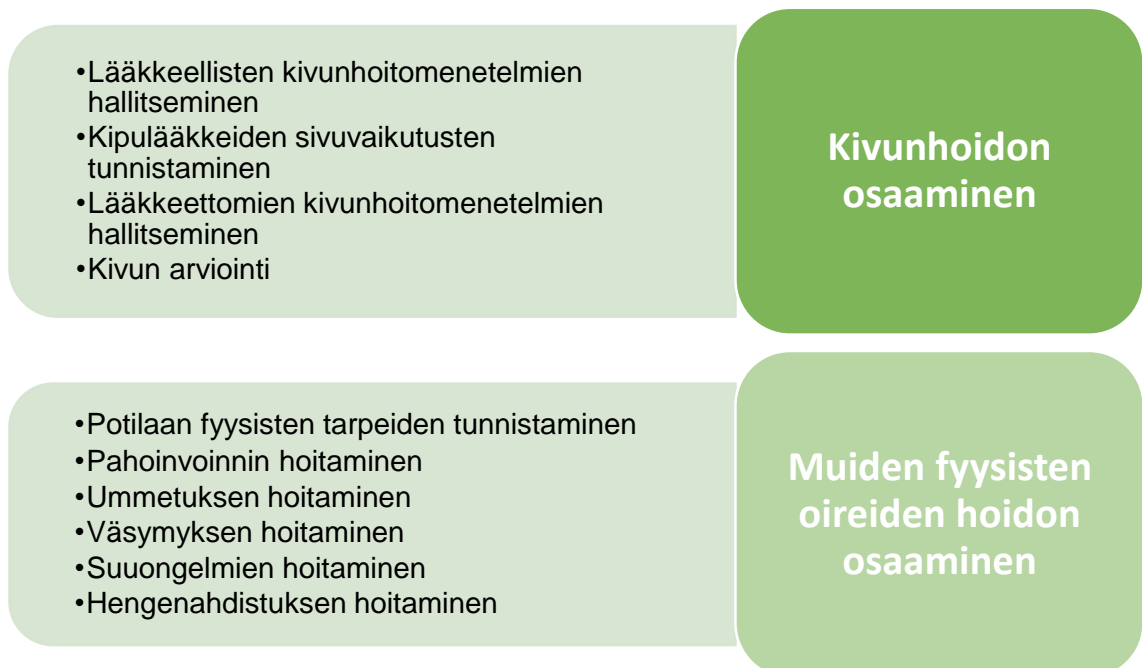 •Lääkkeellisten kivunhoitomenetelmien
hallitseminen
•Kipulääkkeiden sivuvaikutusten
tunnistaminen
•Lääkkeettomien kivunhoitomenetelmien
hallitseminen
•Kivun arviointi
Kivunhoidon
osaaminen
•Potilaan fyysisten tarpeiden tunnistaminen
•Pahoinvoinnin hoitaminen
•Ummetuksen hoitaminen
•Väsymyksen hoitaminen
•Suuongelmien hoitaminen
•Hengenahdistuksen hoitaminen
Muiden fyysisten
oireiden hoidon
osaaminen